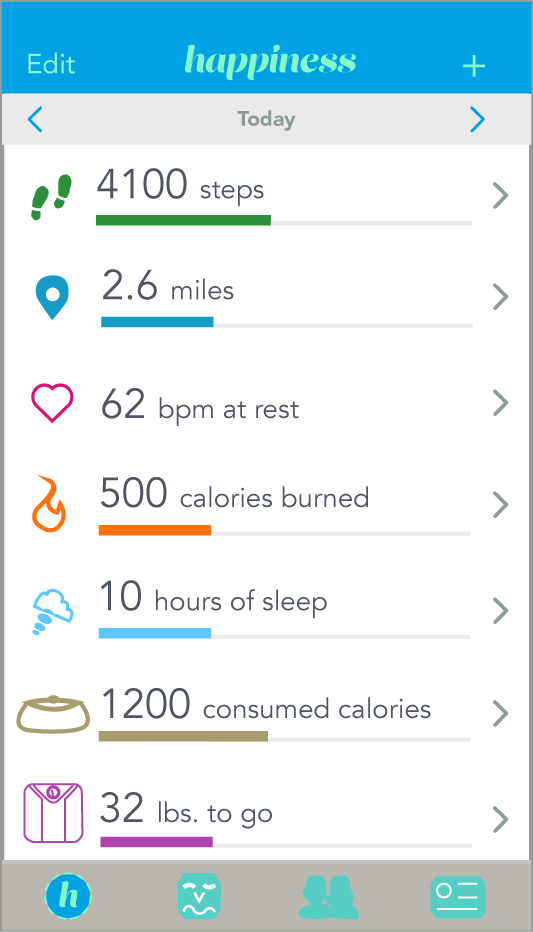 Edit happiness +
Today
4100 steps
2.6 miles
62 bpm at rest
500 calories burned
10 hours of sleep
1200 consumed calories
32 lbs. to go
h